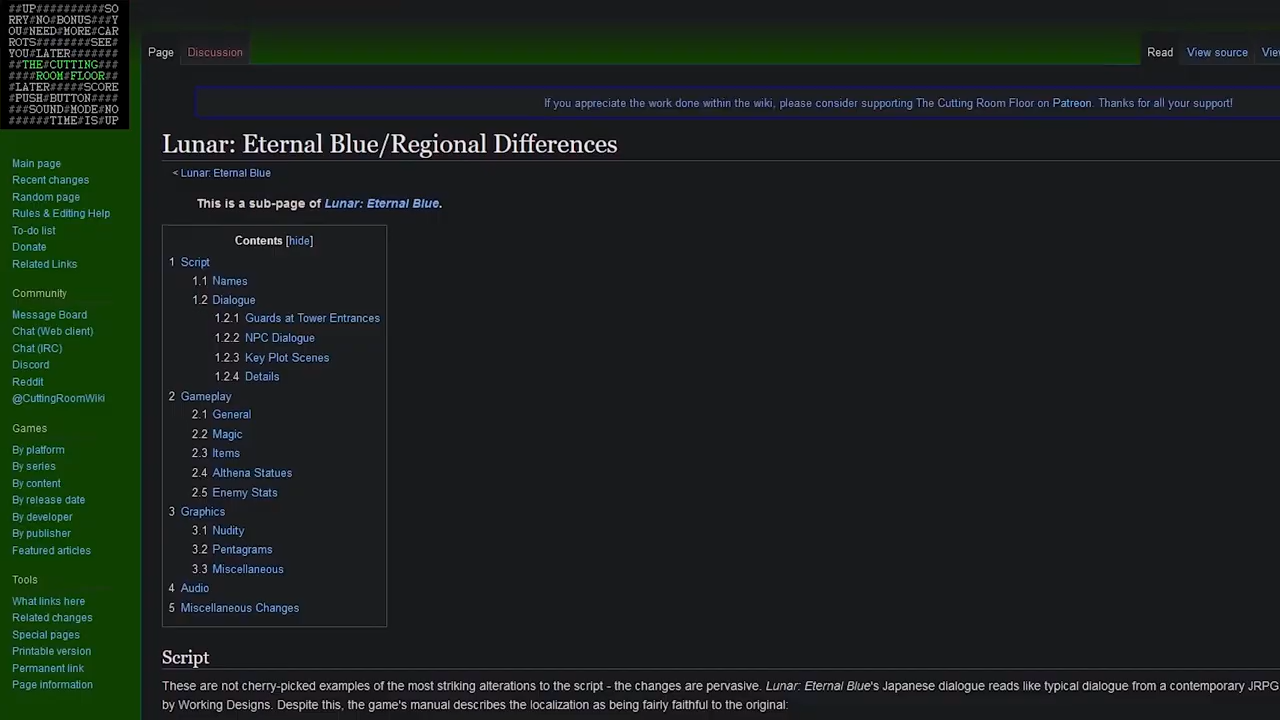 ##UP##########SO
RRY#NO#BONUS###Y
OU#NEED#MORE#CAR
ROTS########SEE#
YOU#LATER#######
##THE#CUTTING###
####ROOM#FLOOR##
#LATER#####SCORE
#PUSH#BUTTON####
###SOUND#MODE#NO
######TIME#IS#UP
Page
Discussion
Read
View source
Vie
If you appreciate the work done within the wiki, please consider supporting The Cutting Room Floor on Patreon. Thanks for all your support!
Lunar: Eternal Blue/Regional Differences
< Lunar: Eternal Blue
This is a sub-page of Lunar: Eternal Blue.
Main page
Recent changes
Random page
Rules & Editing Help
To-do list
Donate
Related Links
Community
Message Board
Chat (Web client)
Chat (IRC)
Discord
Reddit
@CuttingRoomWiki
Games
By platform
By series
By content
By release date
By developer
By publisher
Featured articles
Tools
What links here
Related changes
Special pages
Printable version
Permanent link
Page information
Contents [hide]
1 Script
1.1 Names
1.2 Dialogue
1.2.1 Guards at Tower Entrances
1.2.2 NPC Dialogue
1.2.3 Key Plot Scenes
1.2.4 Details
2 Gameplay
2.1 General
2.2 Magic
2.3 Items
2.4 Althena Statues
2.5 Enemy Stats
3 Graphics
3.1 Nudity
3.2 Pentagrams
3.3 Miscellaneous
4 Audio
5 Miscellaneous Changes
Script
These are not cherry-picked examples of the most striking alterations to the script - the changes are pervasive. Lunar: Eternal Blue's Japanese dialogue reads like typical dialogue from a contemporary JRPG
by Working Designs. Despite this, the game's manual describes the localization as being fairly faithful to the original: